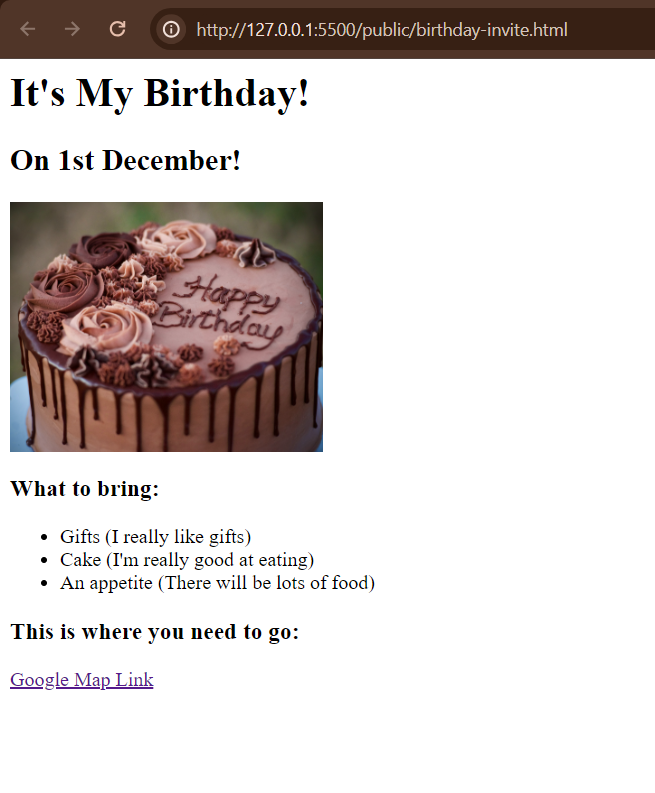 http://127.0.0.1:5500/public/birthday-invite.html
It's My Birthday!
On 1st December!
Happy
Birthday
What to bring:
Gifts (I really like gifts)
Cake (I'm really good at eating)
An appetite (There will be lots of food)
This is where you need to go:
Google Map Link